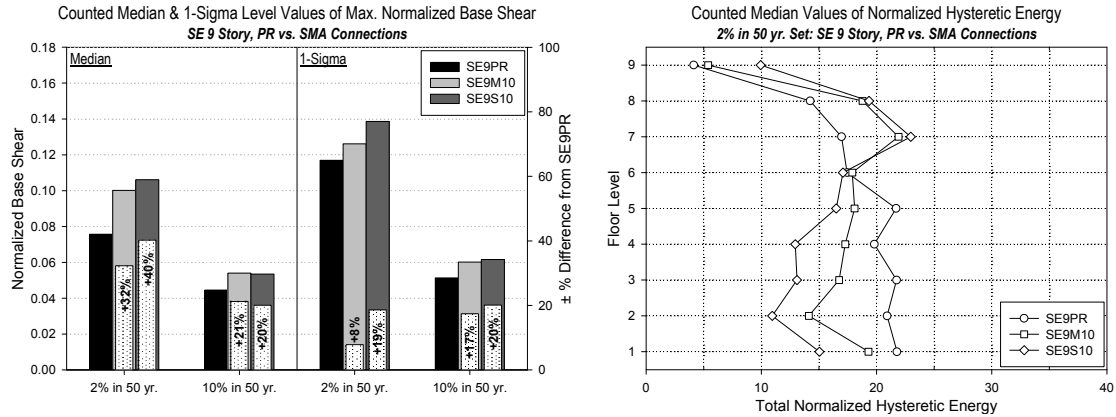 Counted Median & 1-Sigma Level Values of Max. Normalized Base Shear
SE 9 Story, PR vs. SMA Connections
Median
1-Sigma
SE9PR
SE9M10
SE9S10
Normalized Base Shear
0.18
0.16
0.14
0.12
0.10
0.08
0.06
0.04
0.02
0.00
+32%
+40%
+21%
+20%
+8%
+19%
+17%
+20%
100
80
60
40
20
0
± % Difference from SE9PR
2% in 50 yr.
10% in 50 yr.
2% in 50 yr.
10% in 50 yr.
Counted Median Values of Normalized Hysteretic Energy
2% in 50 yr. Set: SE 9 Story, PR vs. SMA Connections
Floor Level
9
8
7
6
5
4
3
2
1
SE9PR
SE9M10
SE9S10
0
10
20
30
40
Total Normalized Hysteretic Energy